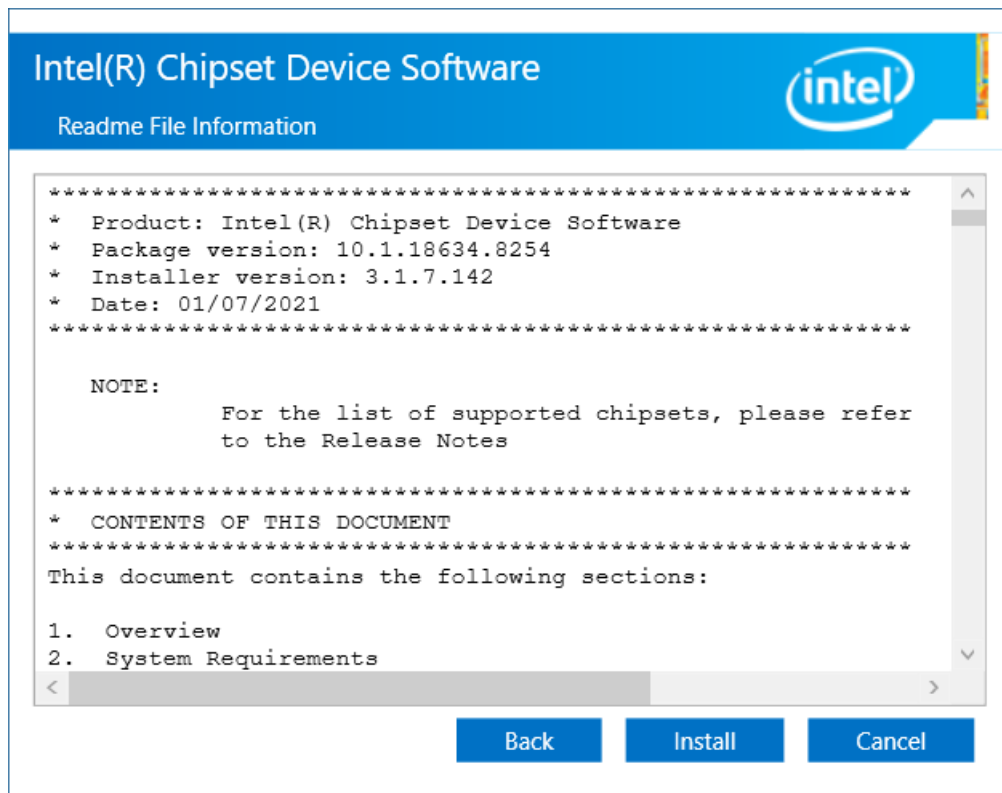 Intel(R) Chipset Device Software
intel
Readme File Information
************************************************************
*  Product: Intel(R) Chipset Device Software
*  Package version: 10.1.18634.8254
*  Installer version: 3.1.7.142
*  Date: 01/07/2021
************************************************************
NOTE:
For the list of supported chipsets, please refer
to the Release Notes
************************************************************
*  CONTENTS OF THIS DOCUMENT
************************************************************
This document contains the following sections:
1.  Overview
2.  System Requirements
Back
Install
Cancel